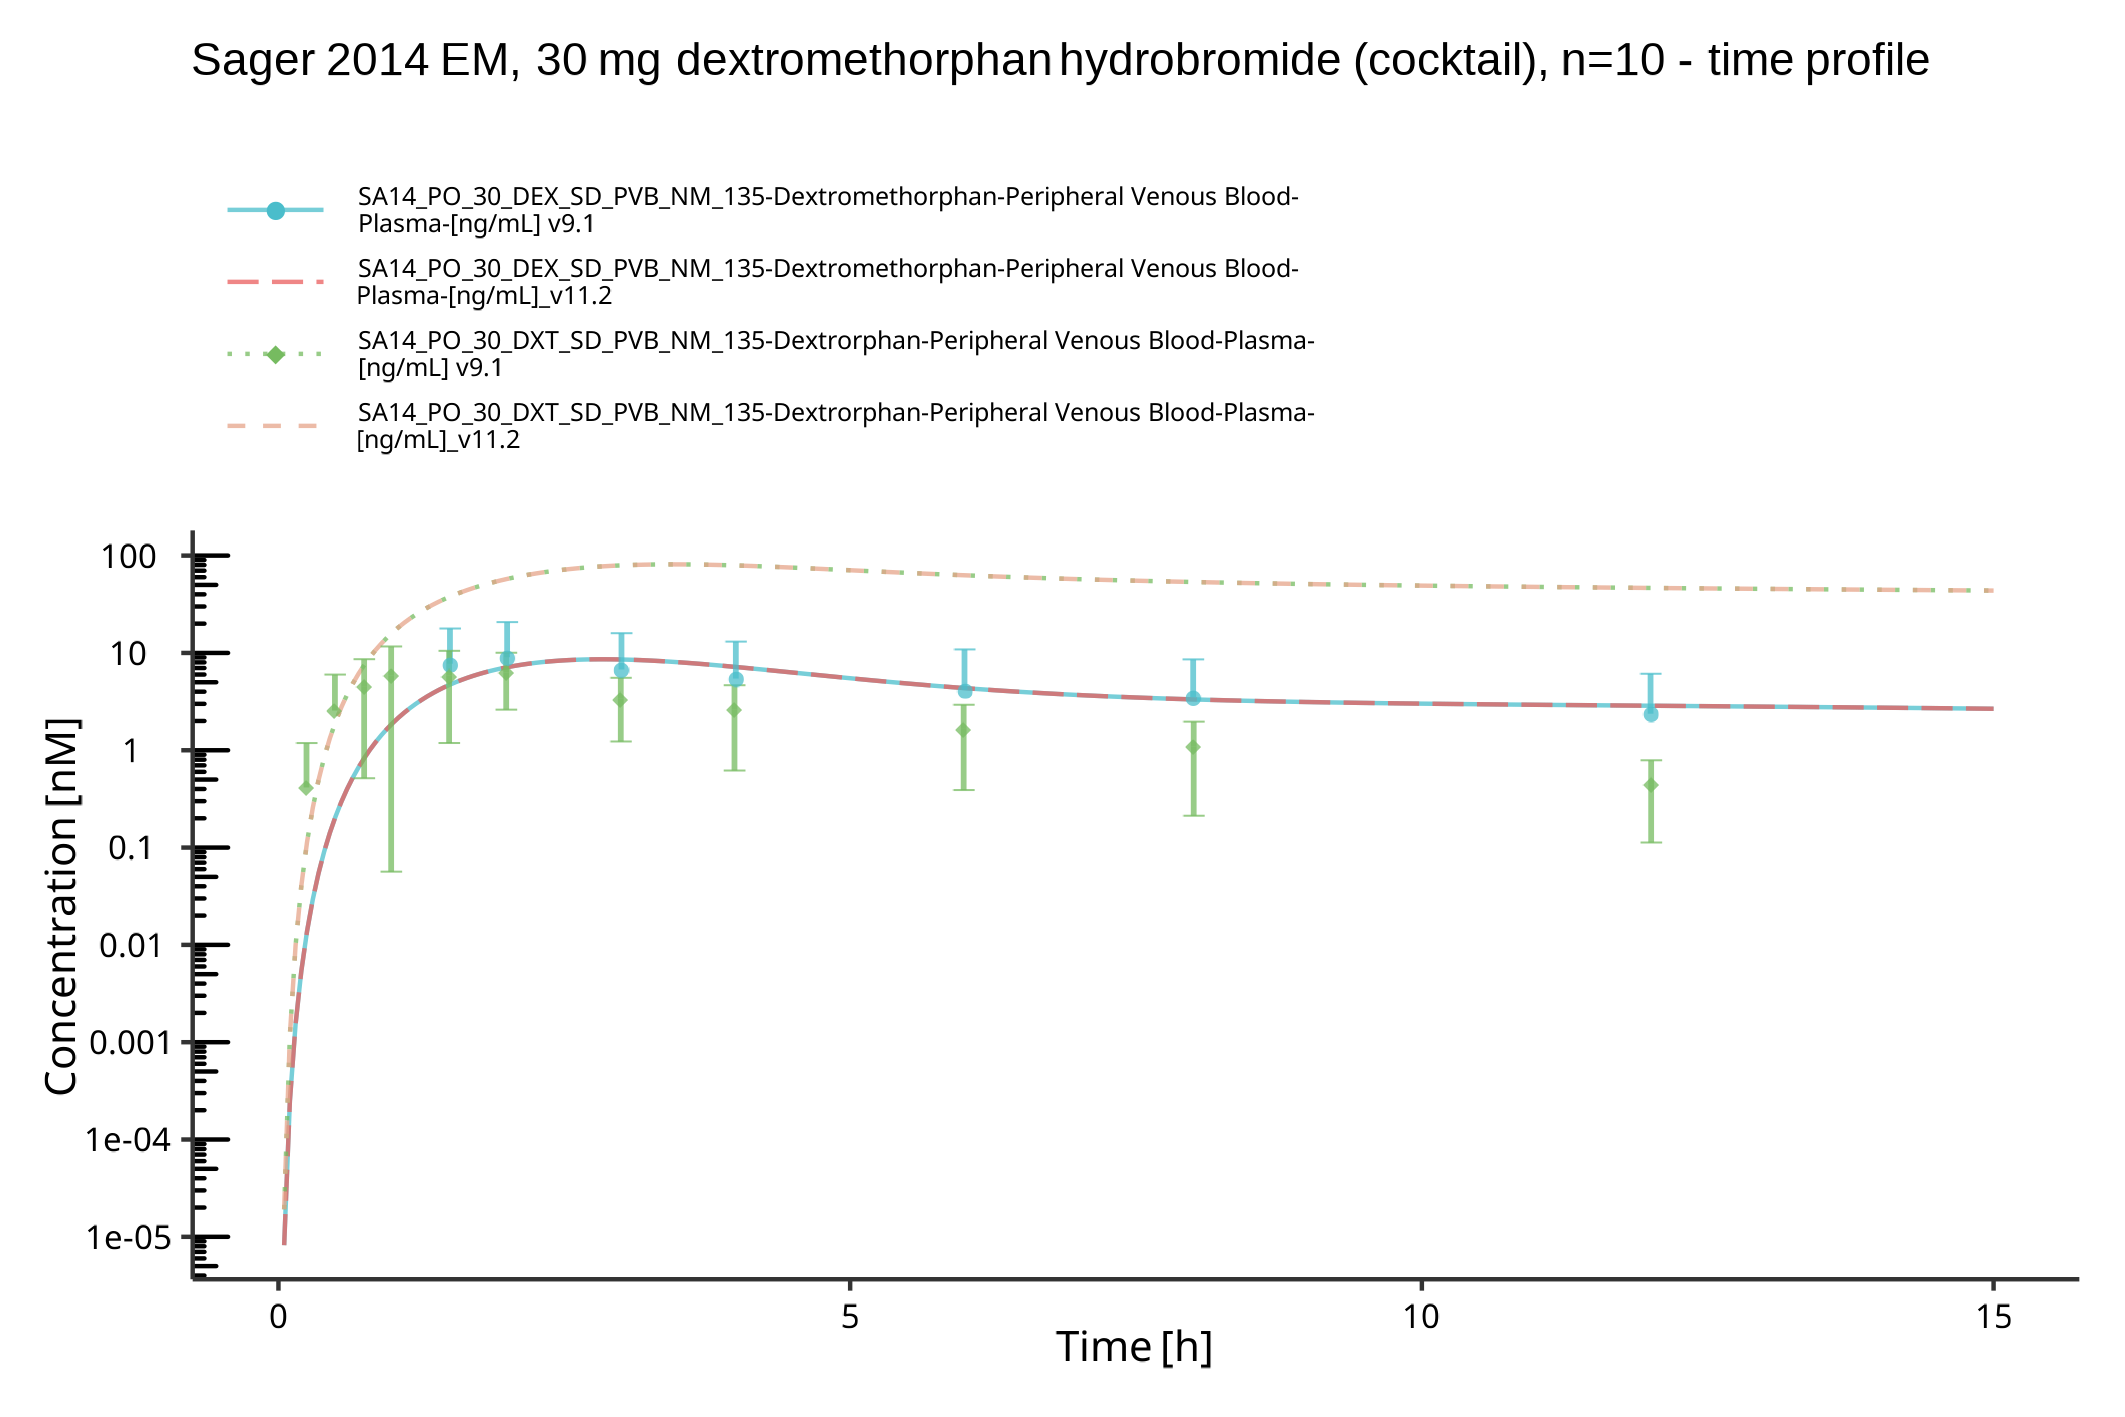 Sager 2014 EM, 30 mg dextromethorphan hydrobromide (cocktail), n=10 - time profile
SA14_PO_30_DEX_SD_PVB_NM_135-Dextromethorphan-Peripheral Venous Blood-
Plasma-[ng/mL] v9.1
SA14_PO_30_DEX_SD_PVB_NM_135-Dextromethorphan-Peripheral Venous Blood-
Plasma-[ng/mL]_v11.2
SA14_PO_30_DXT_SD_PVB_NM_135-Dextrorphan-Peripheral Venous Blood-Plasma-
[ng/mL] v9.1
SA14_PO_30_DXT_SD_PVB_NM_135-Dextrorphan-Peripheral Venous Blood-Plasma-
[ng/mL]_v11.2
Concentration [nM]
100
10
1
0.1
0.01
0.001
1e-04
1e-05
0
5
10
15
Time [h]